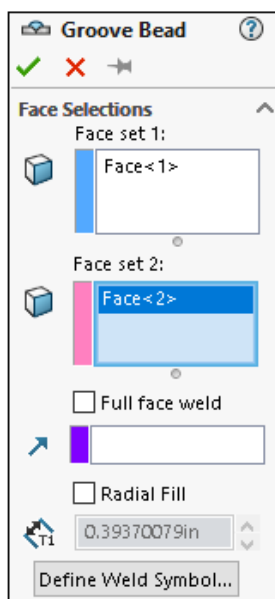 Groove Bead
Face Selections
Face set 1:
Face<1>
Face set 2:
Face<2>
Full face weld
Radial Fill
T1 0.39370079in
Define Weld Symbol...